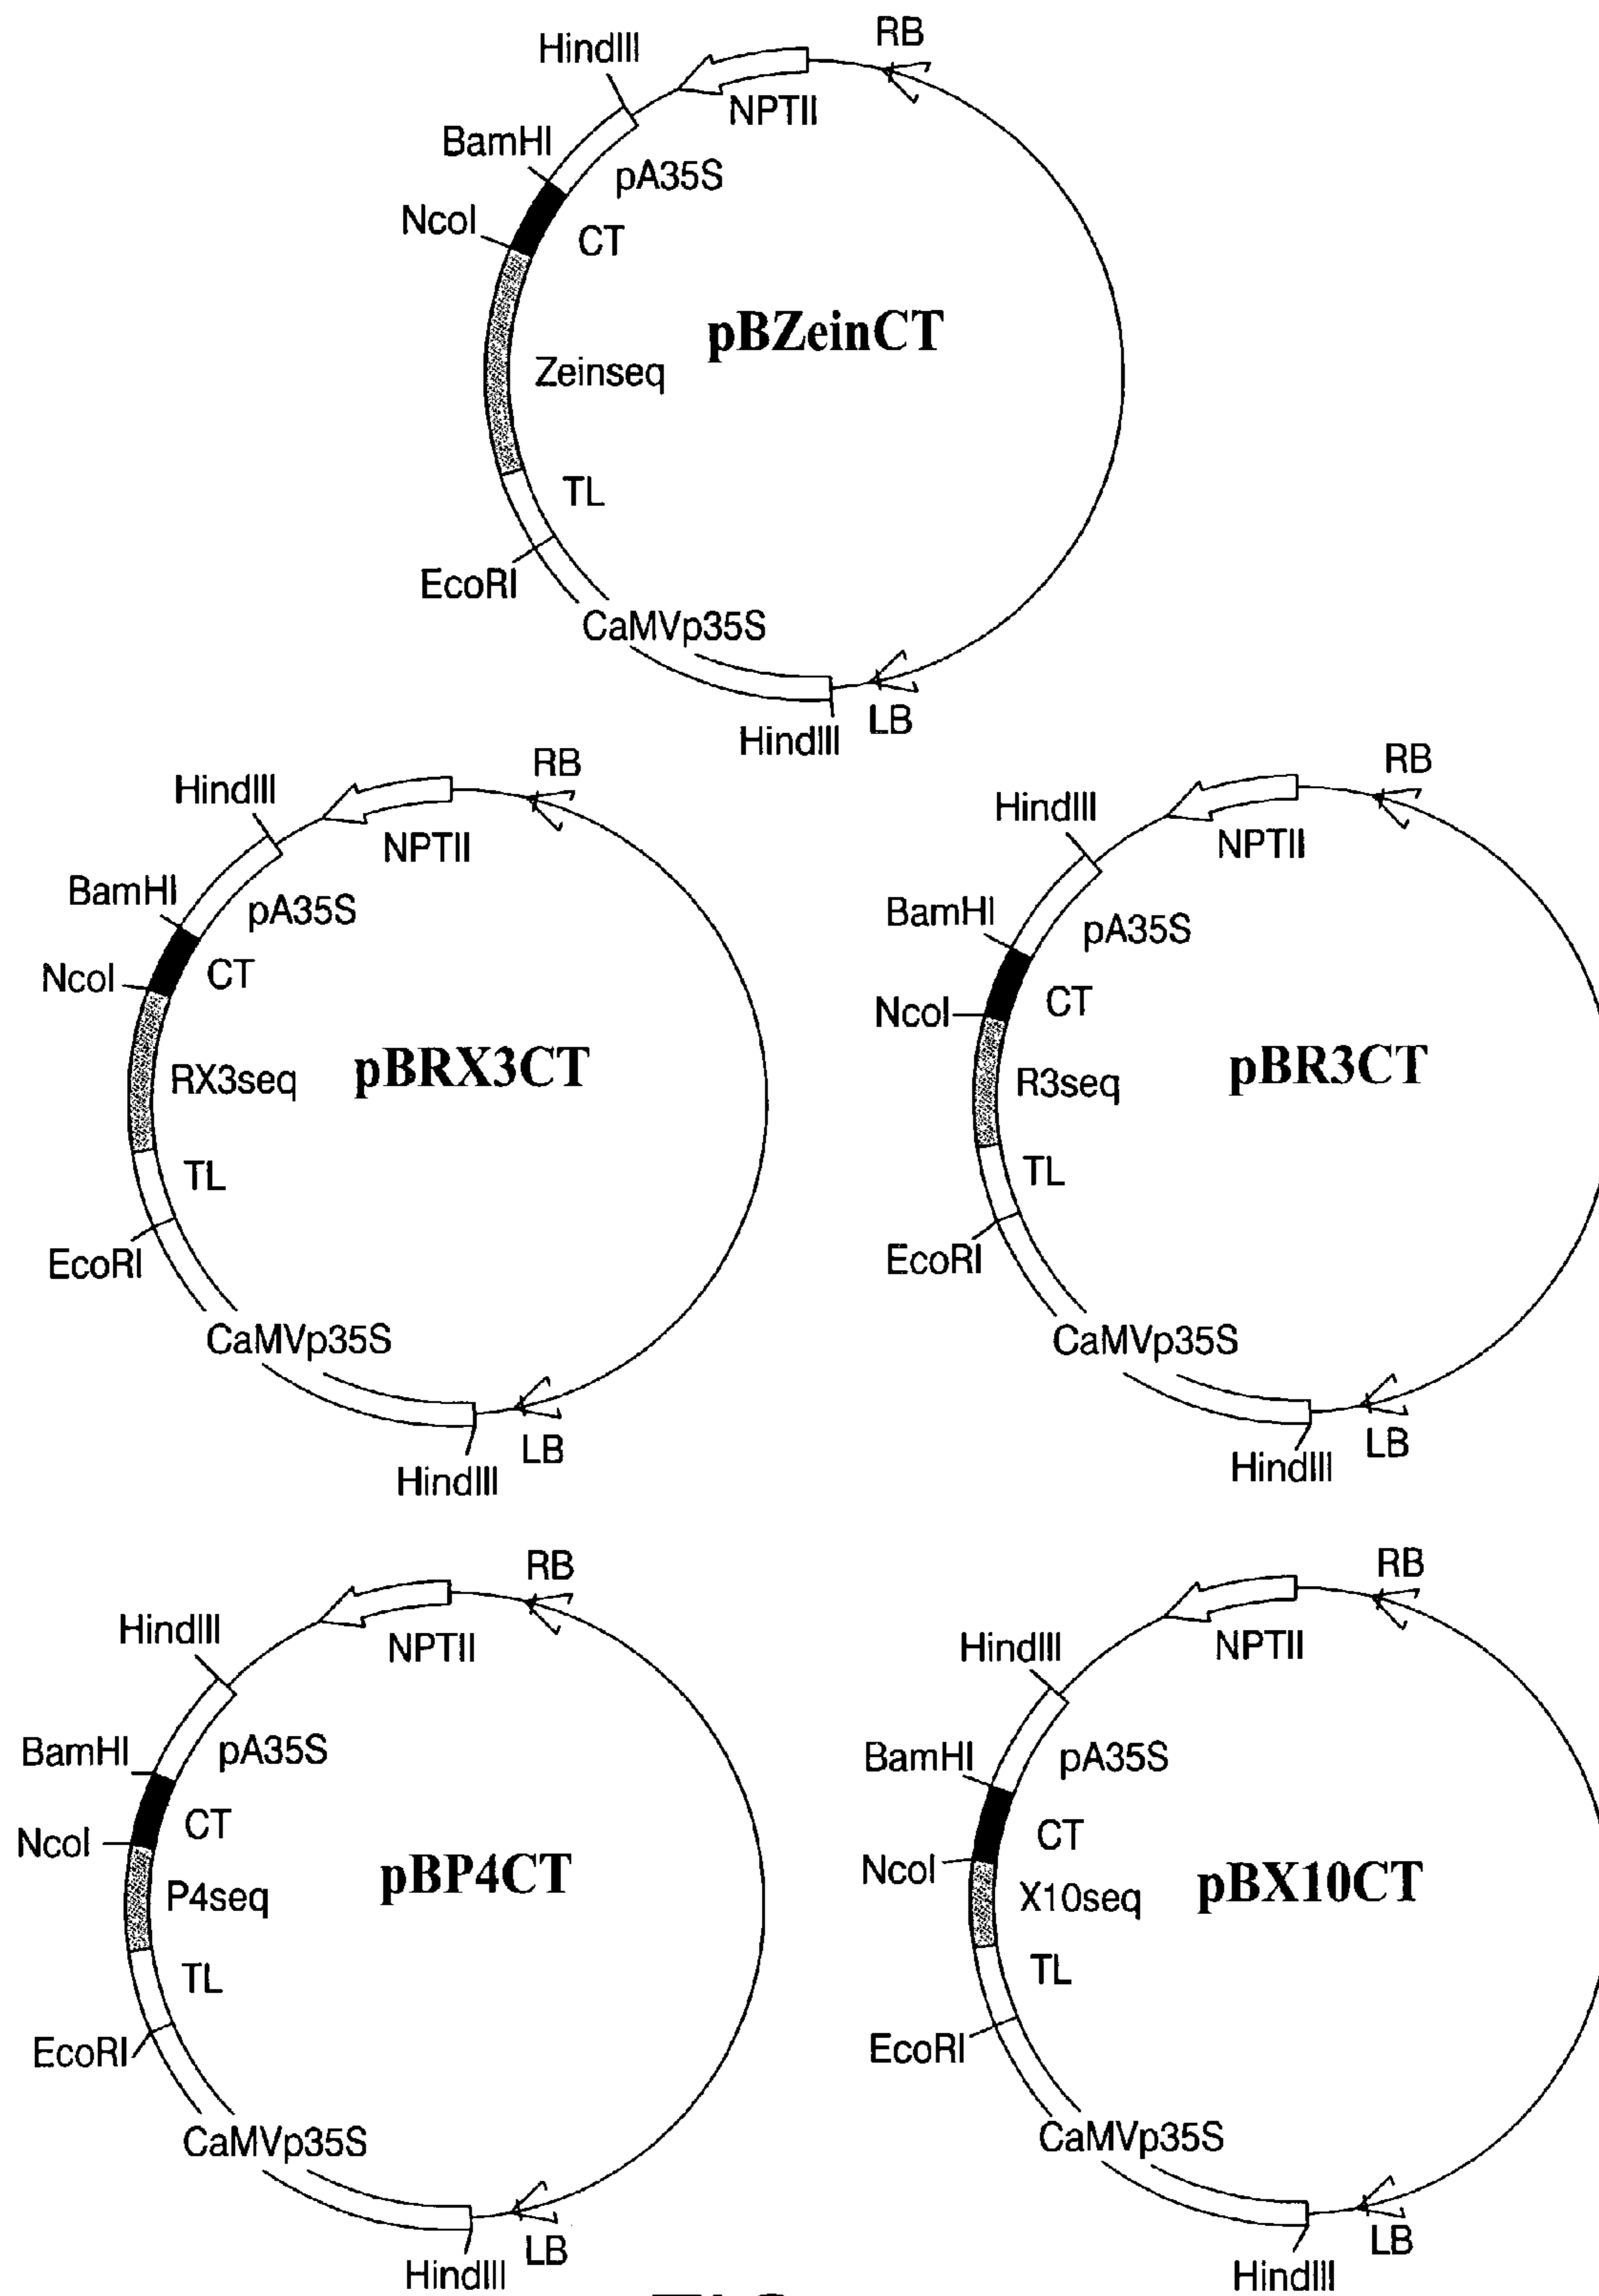 RB
HindIII
NPTII
BamHI
pA35S
NcoI
CT
pBZeinCT
Zeinseq
TL
EcoRI
CaMVp35S
LB
HindIII
RB
HindIII
NPTII
BamHI
pA35S
NcoI
CT
RX3seq
pBRX3CT
TL
EcoRI
CaMVp35S
LB
HindIII
RB
HindIII
NPTII
BamHI
pA35S
NcoI
CT
R3seq
pBR3CT
TL
EcoRI
CaMVp35S
LB
HindIII
RB
HindIII
NPTII
BamHI
pA35S
CT
NcoI
P4seq
pBP4CT
TL
EcoRI
CaMVp35S
LB
HindIII
RB
HindIII
NPTII
BamHI
pA35S
CT
NcoI
X10seq
pBX10CT
TL
EcoRI
CaMVp35S
LB
HindIII